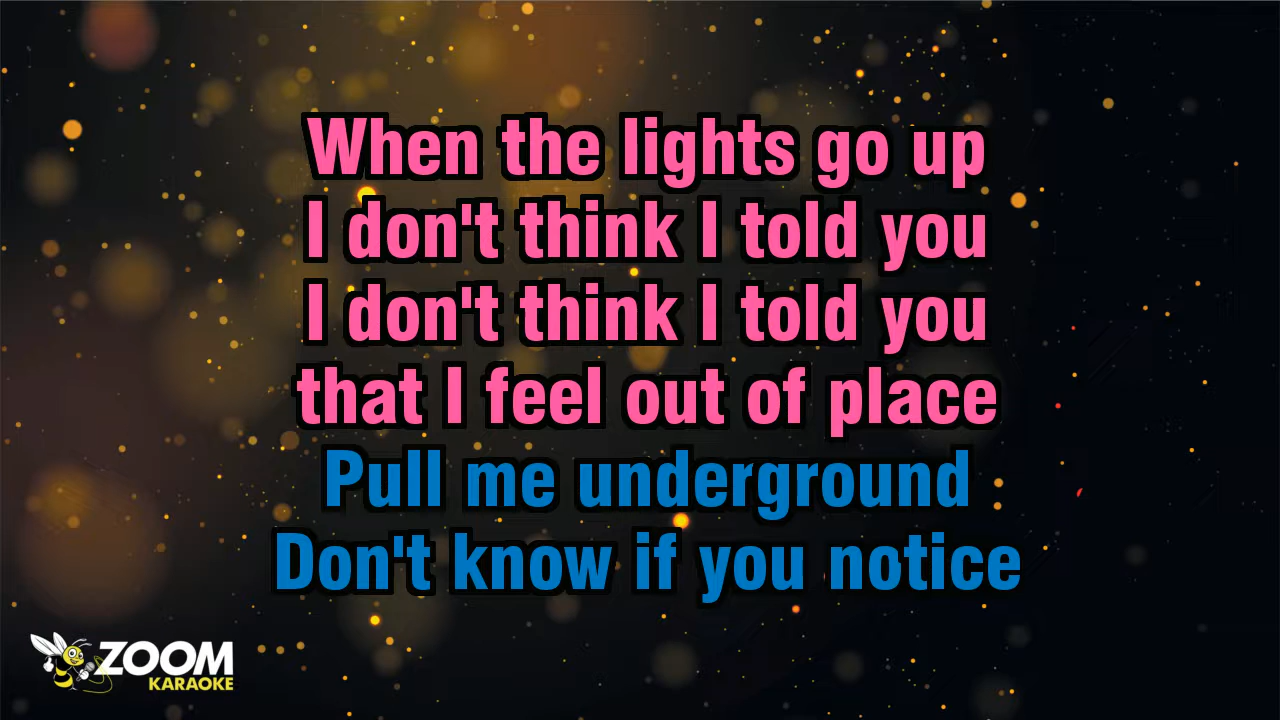 When the lights go up
I don't think I told you
I don't think I told you
that I feel out of place
Pull me underground
Don't know if you notice
ZOOM
KARAOKE